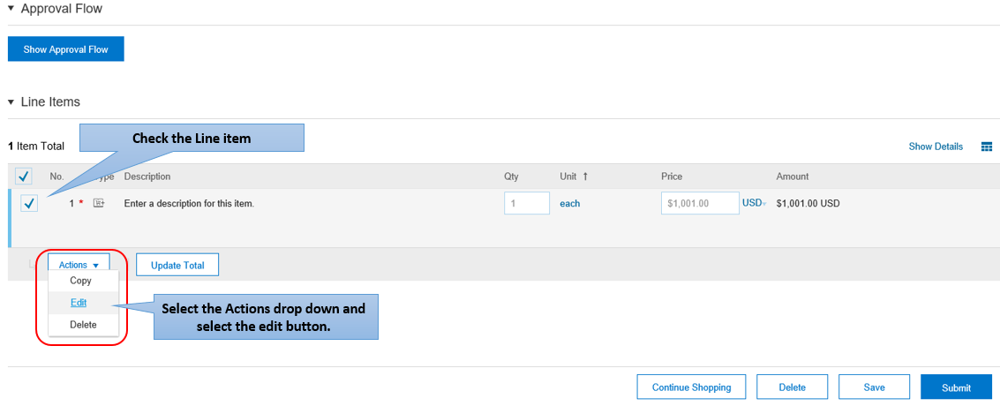 Approval Flow
Show Approval Flow
Line Items
Check the Line item
1 Item Total
Show Details
No. Type Description Qty Unit ↑ Price Amount
1 * Enter a description for this item. 1 each $1,001.00 USD $1,001.00 USD
Actions Update Total
Copy
Edit
Delete
Select the Actions drop down and
select the edit button.
Continue Shopping Delete Save Submit